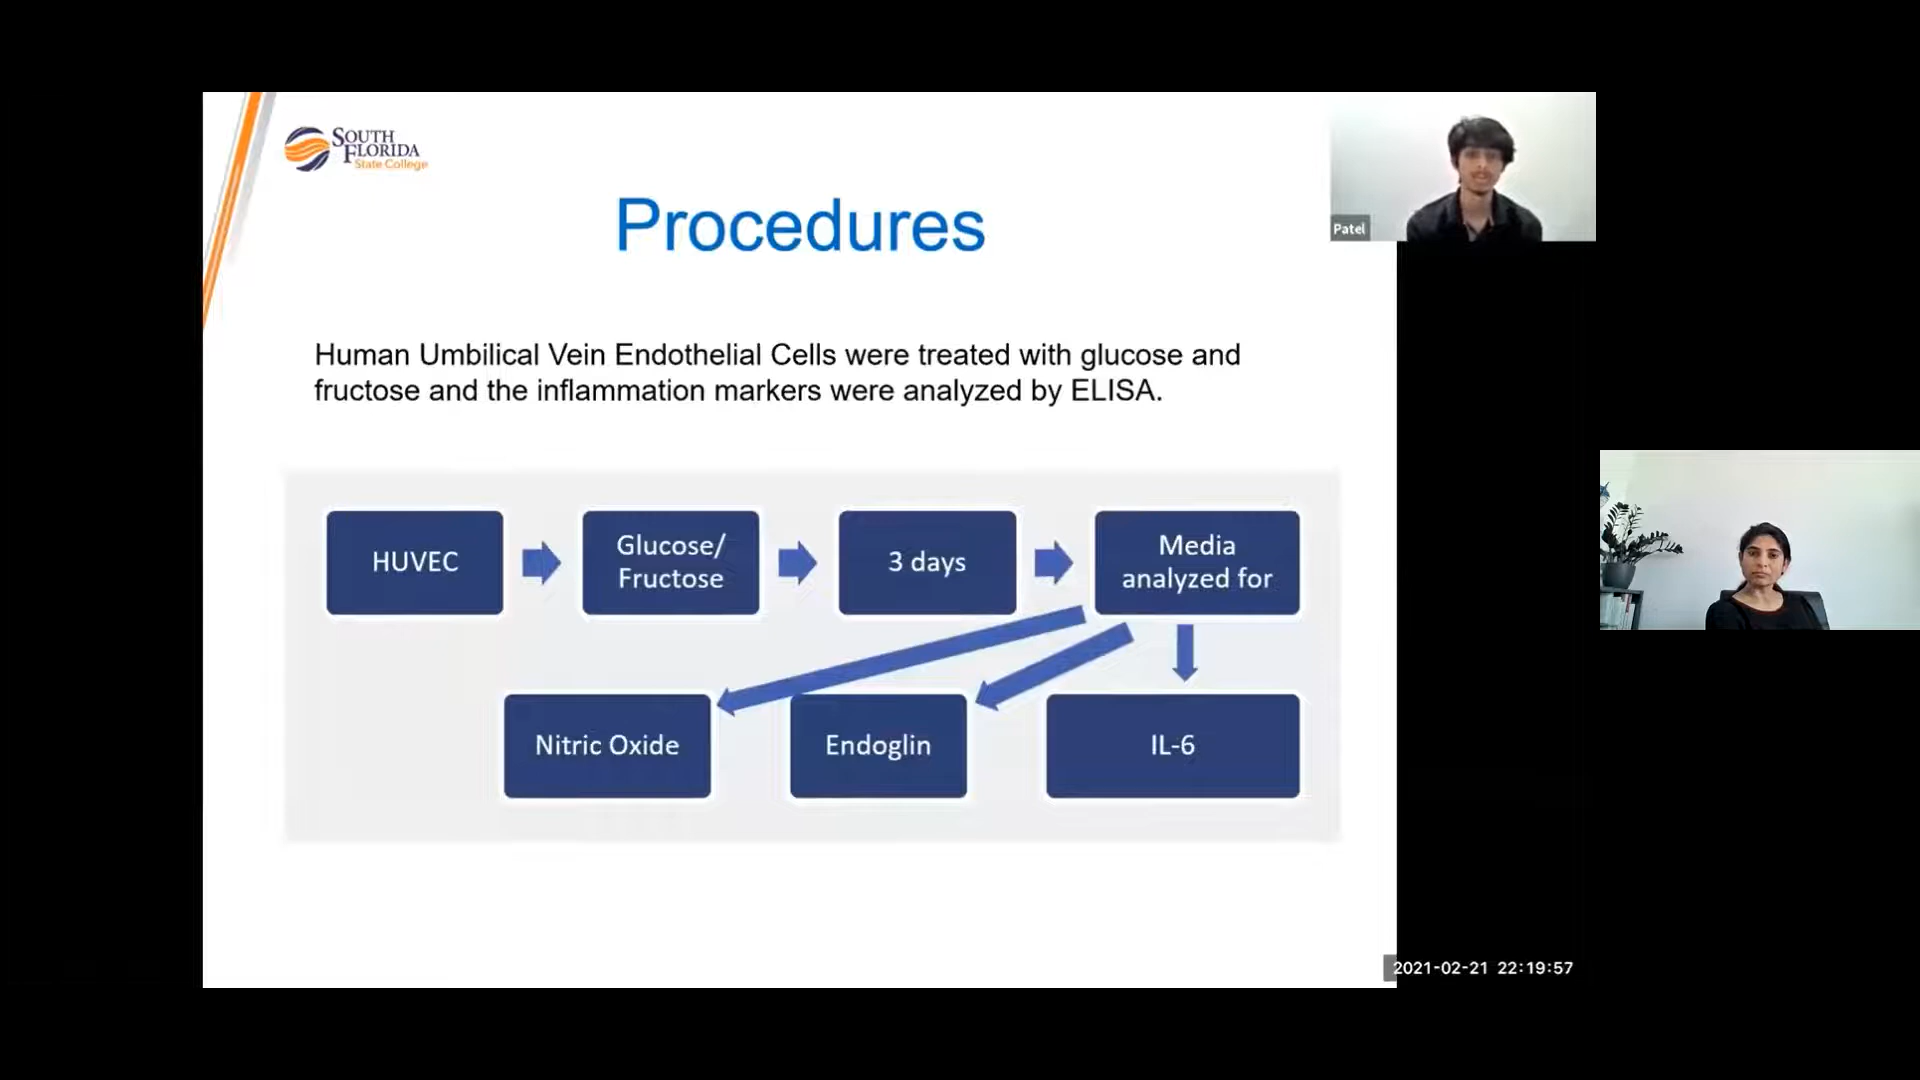 SOUTH
FLORIDA
State College
Procedures
Patel
Human Umbilical Vein Endothelial Cells were treated with glucose and
fructose and the inflammation markers were analyzed by ELISA.
HUVEC
Glucose/
Fructose
3 days
Media
analyzed for
Nitric Oxide
Endoglin
IL-6
2021-02-21 22:19:57